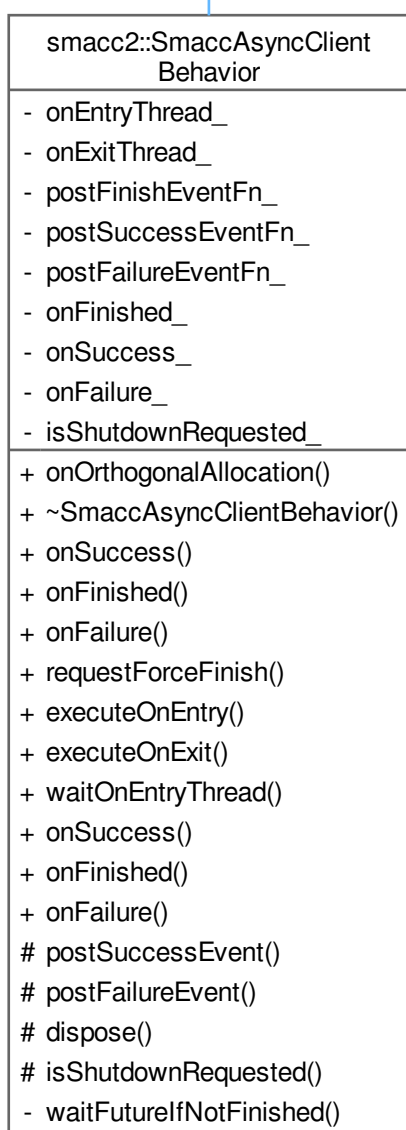 smacc2::SmaccAsyncClient
Behavior
- onEntryThread_
- onExitThread_
- postFinishEventFn_
- postSuccessEventFn_
- postFailureEventFn_
- onFinished_
- onSuccess_
- onFailure_
- isShutdownRequested_
+ onOrthogonalAllocation()
+ ~SmaccAsyncClientBehavior()
+ onSuccess()
+ onFinished()
+ onFailure()
+ requestForceFinish()
+ executeOnEntry()
+ executeOnExit()
+ waitOnEntryThread()
+ onSuccess()
+ onFinished()
+ onFailure()
# postSuccessEvent()
# postFailureEvent()
# dispose()
# isShutdownRequested()
- waitFutureIfNotFinished()